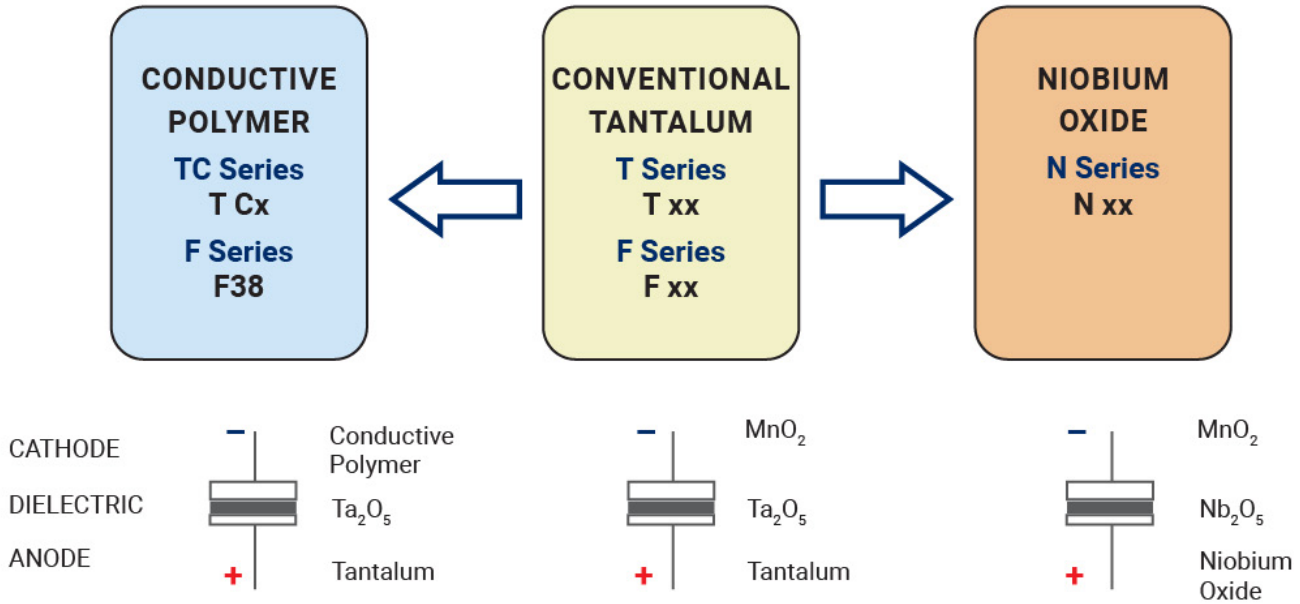 CONDUCTIVE
POLYMER
TC Series
T Cx
F Series
F38
CONVENTIONAL
TANTALUM
T Series
T xx
F Series
F xx
NIOBIUM
OXIDE
N Series
N xx
CATHODE
DIELECTRIC
ANODE
−
Conductive
Polymer
Ta₂O₅
+
Tantalum
−
MnO₂
Ta₂O₅
+
Tantalum
−
MnO₂
Nb₂O₅
+
Niobium
Oxide